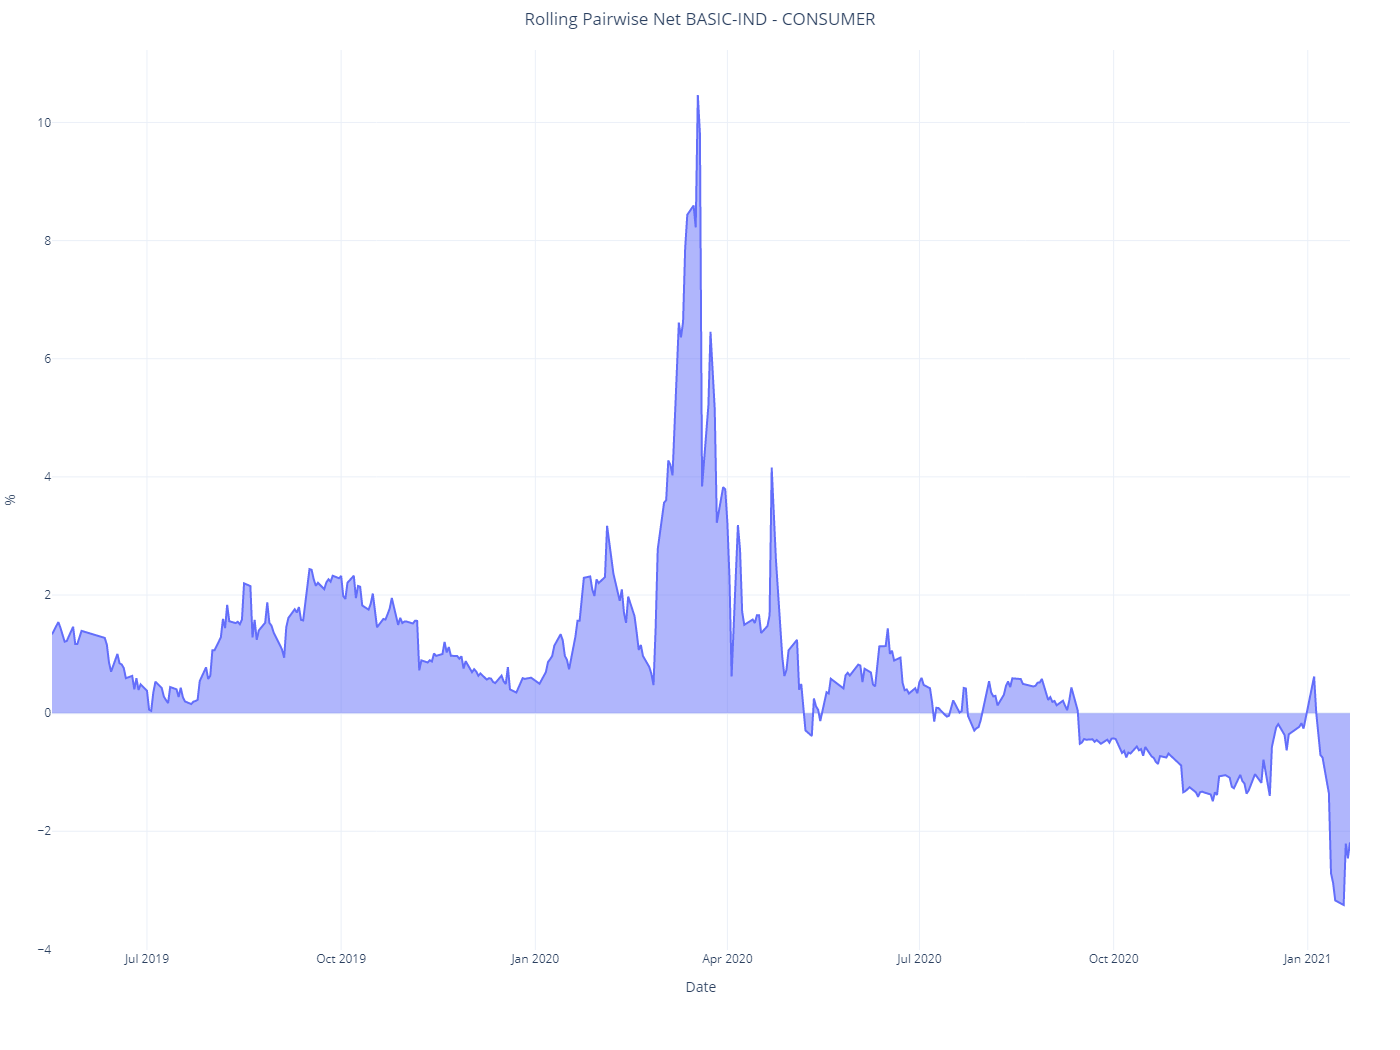 Rolling Pairwise Net BASIC-IND - CONSUMER
10
8
6
4
2
0
−2
−4
%
Jul 2019
Oct 2019
Jan 2020
Apr 2020
Jul 2020
Oct 2020
Jan 2021
Date